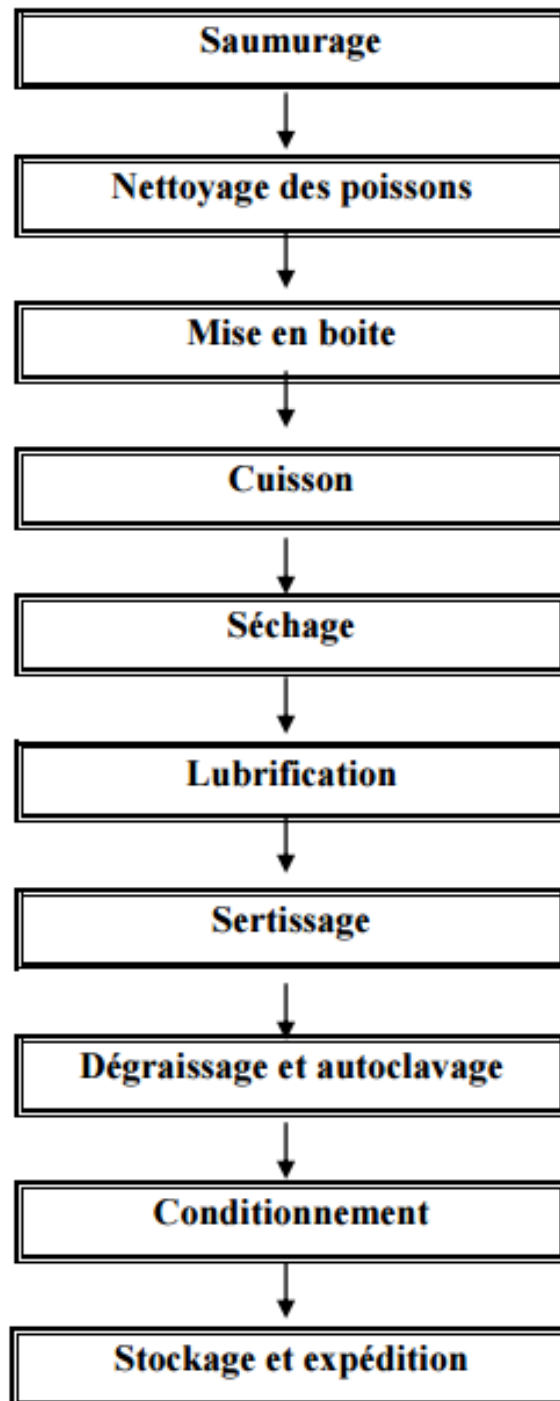 Saumurage
Nettoyage des poissons
Mise en boite
Cuisson
Séchage
Lubrification
Sertissage
Dégraissage et autoclavage
Conditionnement
Stockage et expédition